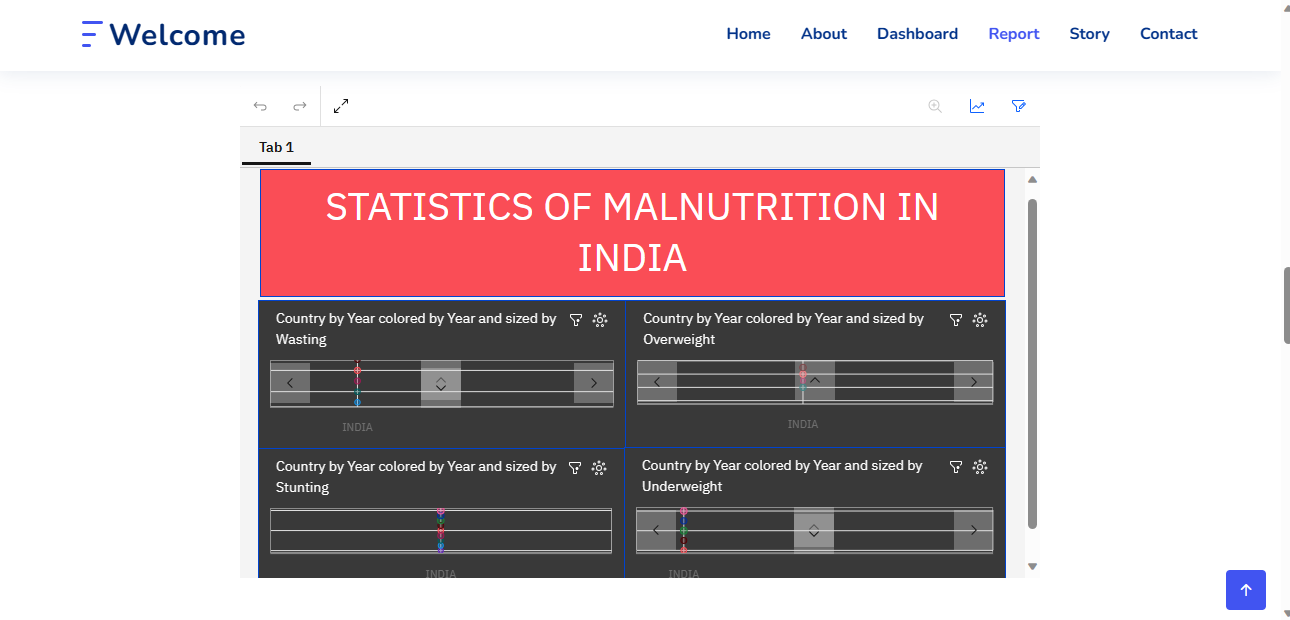 Welcome
Home About Dashboard Report Story Contact
Tab 1
STATISTICS OF MALNUTRITION IN
INDIA
Country by Year colored by Year and sized by
Wasting
INDIA
Country by Year colored by Year and sized by
Overweight
INDIA
Country by Year colored by Year and sized by
Stunting
INDIA
Country by Year colored by Year and sized by
Underweight
INDIA